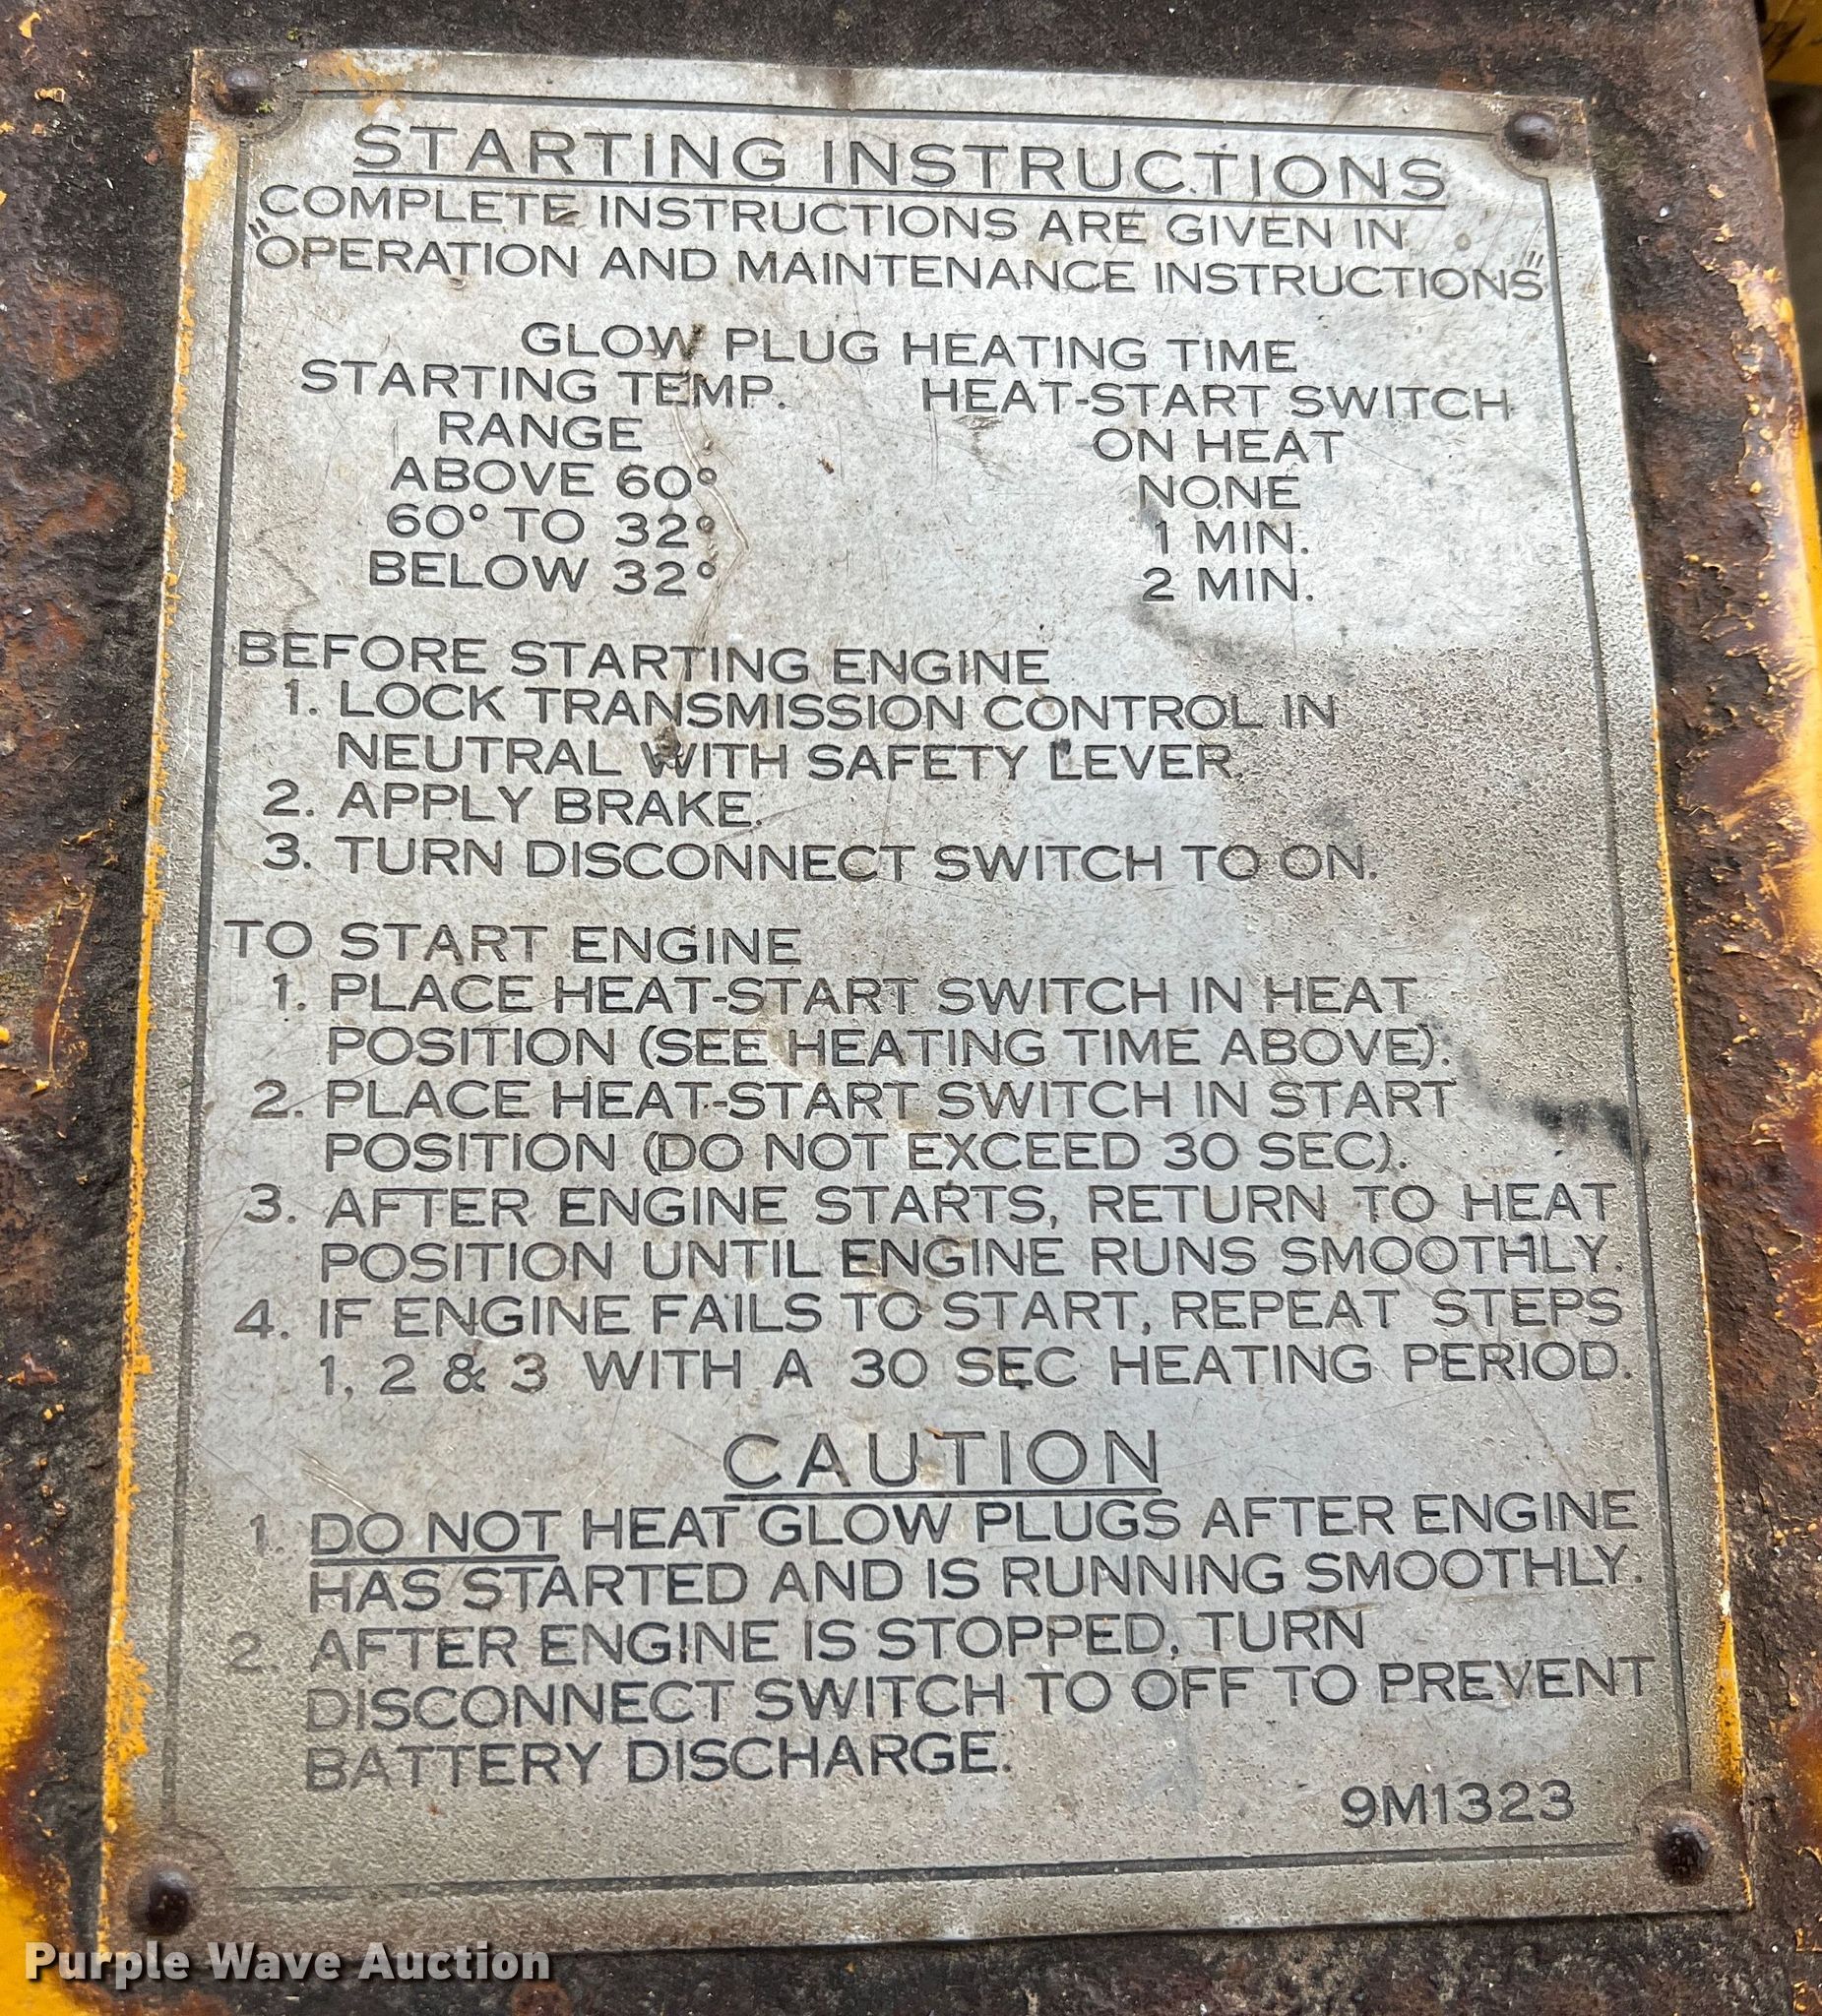 STARTING INSTRUCTIONS
COMPLETE INSTRUCTIONS ARE GIVEN IN
"OPERATION AND MAINTENANCE INSTRUCTIONS"
GLOW PLUG HEATING TIME
STARTING TEMP. HEAT-START SWITCH
RANGE ON HEAT
ABOVE 60° NONE
60° TO 32° 1 MIN.
BELOW 32° 2 MIN.
BEFORE STARTING ENGINE
1. LOCK TRANSMISSION CONTROL IN
NEUTRAL WITH SAFETY LEVER
2. APPLY BRAKE.
3. TURN DISCONNECT SWITCH TO ON.
TO START ENGINE
1. PLACE HEAT-START SWITCH IN HEAT
POSITION (SEE HEATING TIME ABOVE).
2. PLACE HEAT-START SWITCH IN START
POSITION (DO NOT EXCEED 30 SEC).
3. AFTER ENGINE STARTS, RETURN TO HEAT
POSITION UNTIL ENGINE RUNS SMOOTHLY.
4. IF ENGINE FAILS TO START, REPEAT STEPS
1, 2 & 3 WITH A 30 SEC HEATING PERIOD.
CAUTION
1. DO NOT HEAT GLOW PLUGS AFTER ENGINE
HAS STARTED AND IS RUNNING SMOOTHLY.
2. AFTER ENGINE IS STOPPED, TURN
DISCONNECT SWITCH TO OFF TO PREVENT
BATTERY DISCHARGE.
9M1323
Purple Wave Auction